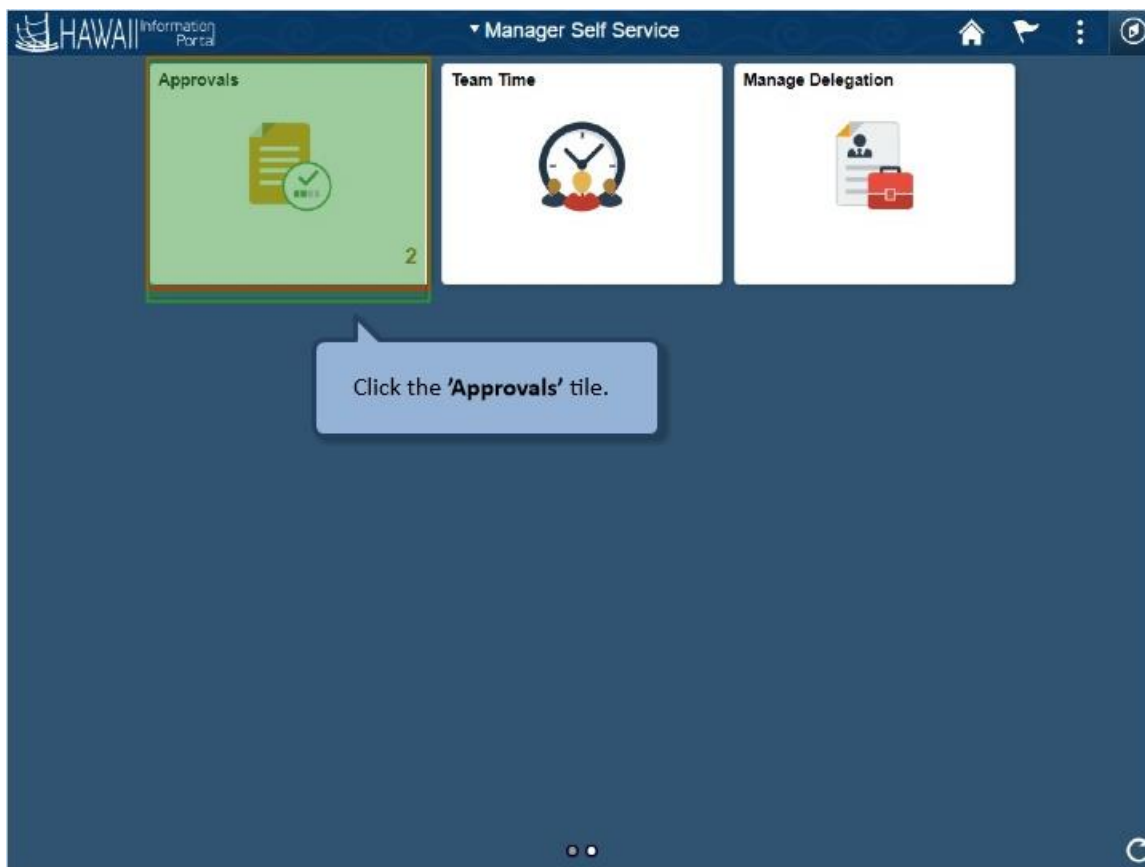 HAWAII Information
Portal
Manager Self Service
Approvals
Team Time
Manage Delegation
2
Click the 'Approvals' tile.